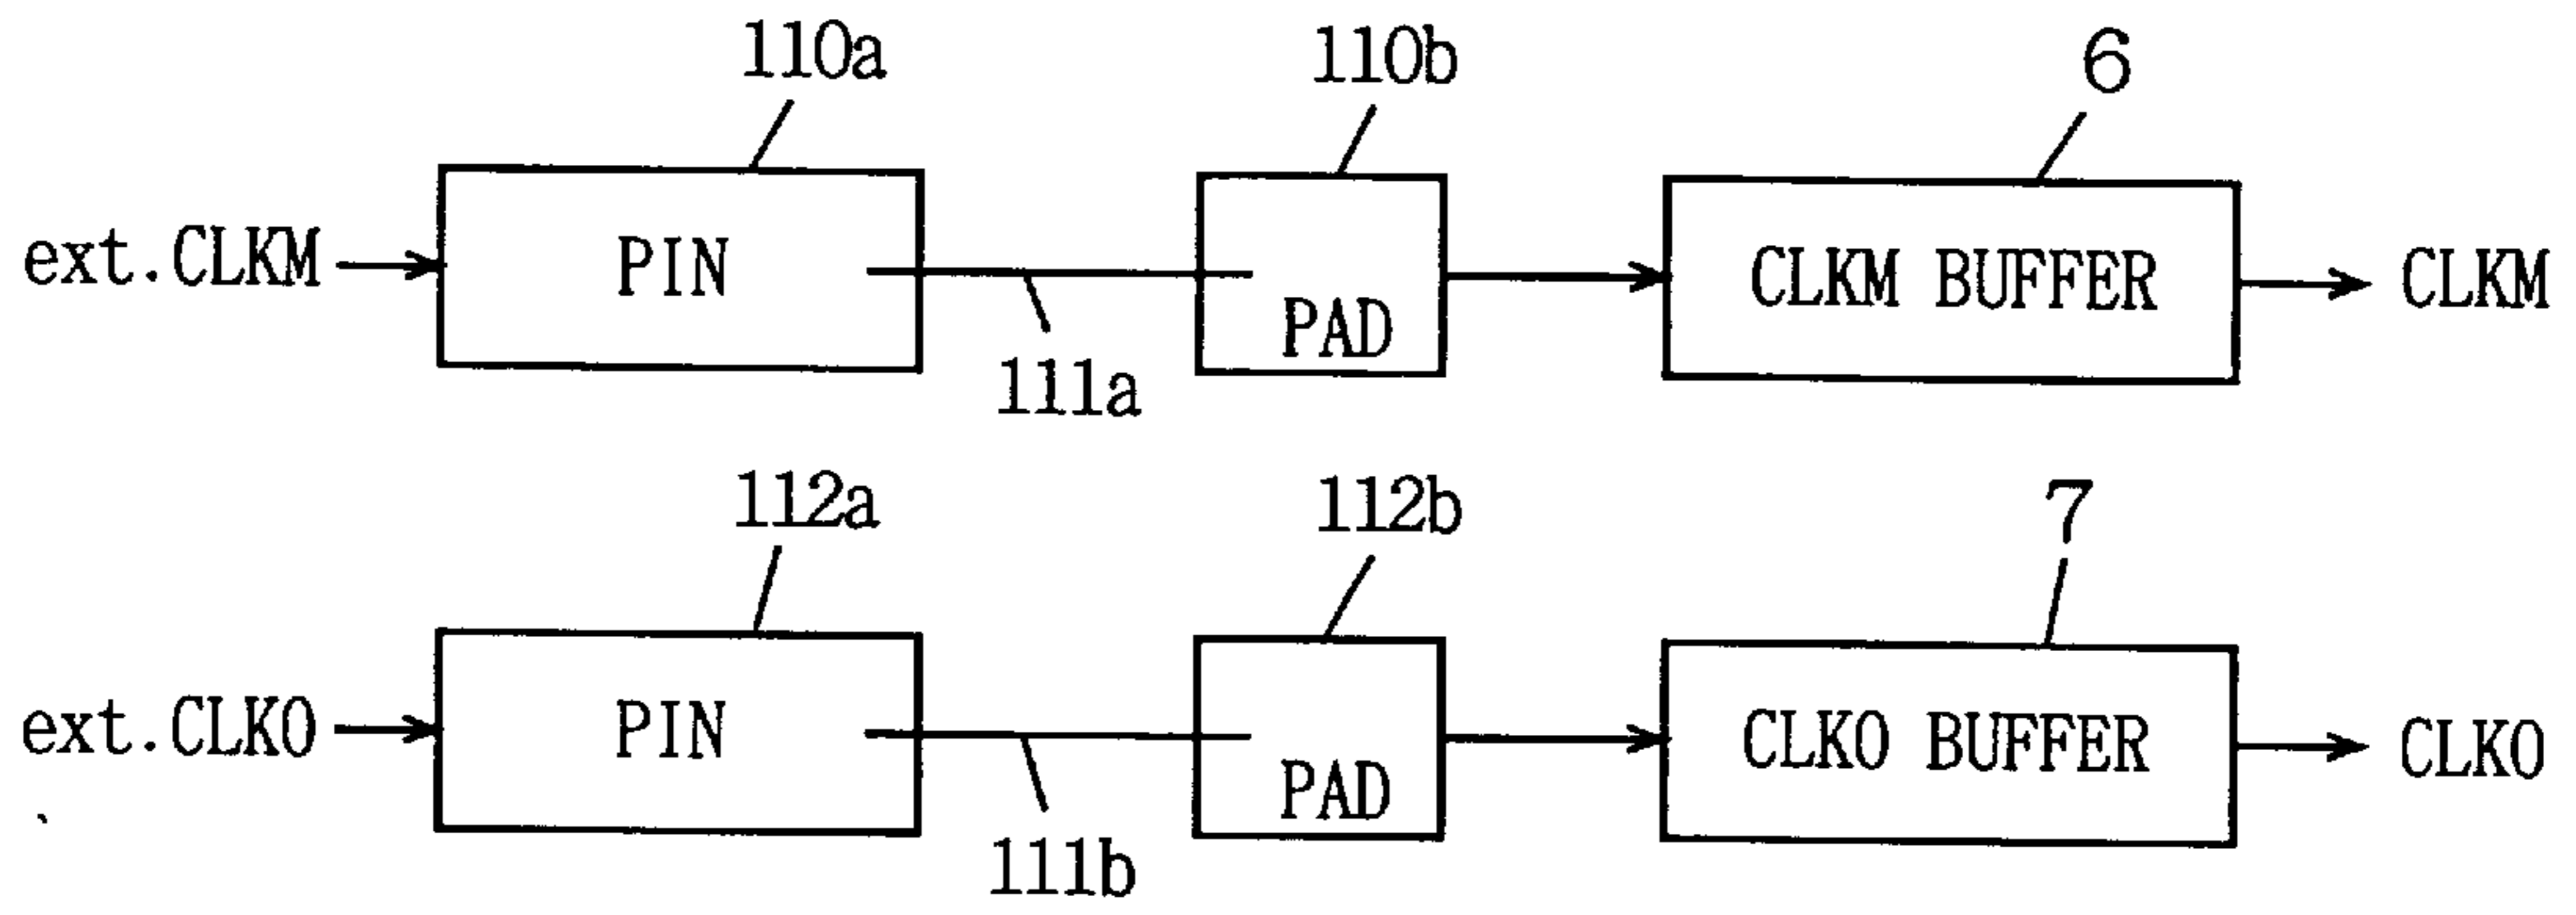 110a
110b
6
ext.CLKM
PIN
PAD
CLKM BUFFER
CLKM
111a
112a
112b
7
ext.CLKO
PIN
PAD
CLKO BUFFER
CLKO
111b